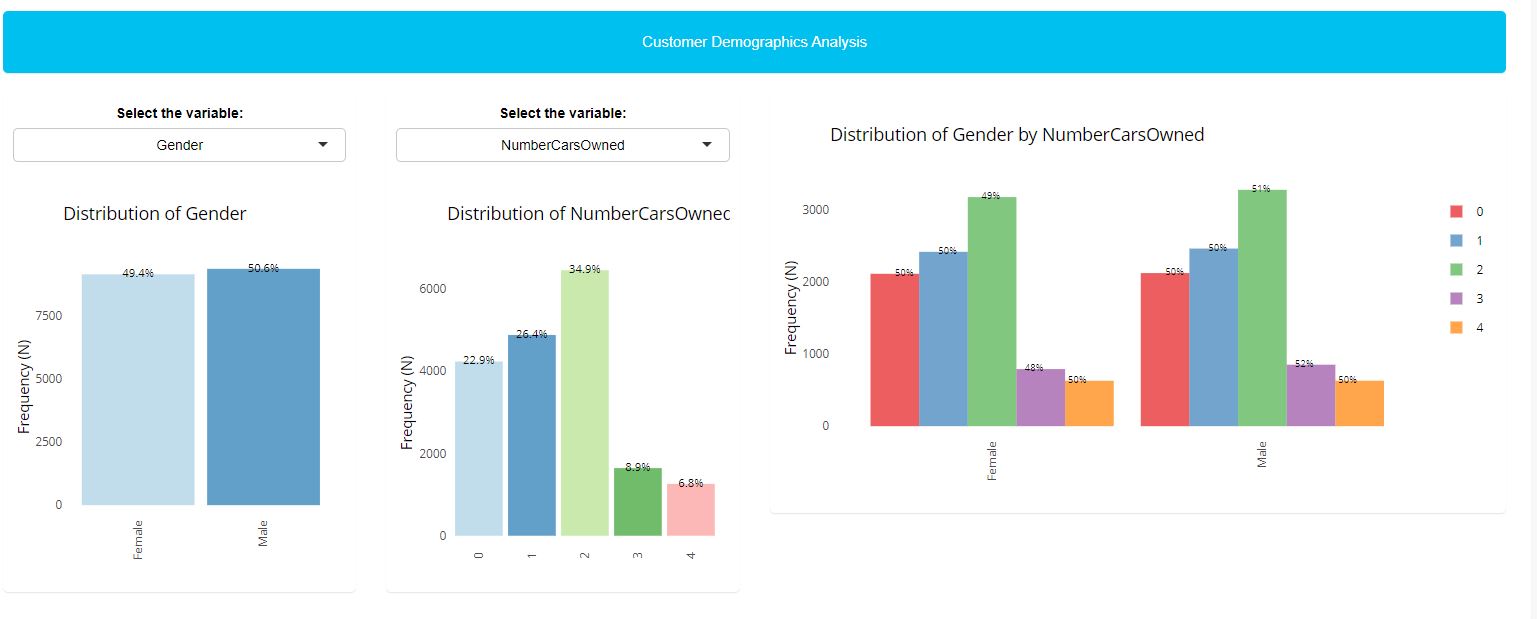 Customer Demographics Analysis
Select the variable:
Gender
Distribution of Gender
Frequency (N)
7500
5000
2500
0
49.4%
50.6%
Female
Male
Select the variable:
NumberCarsOwned
Distribution of NumberCarsOwned
Frequency (N)
6000
4000
2000
0
22.9%
26.4%
34.9%
8.9%
6.8%
0
1
2
3
4
Distribution of Gender by NumberCarsOwned
Frequency (N)
3000
2000
1000
0
50%
50%
49%
48%
50%
50%
50%
51%
52%
50%
Female
Male
0
1
2
3
4